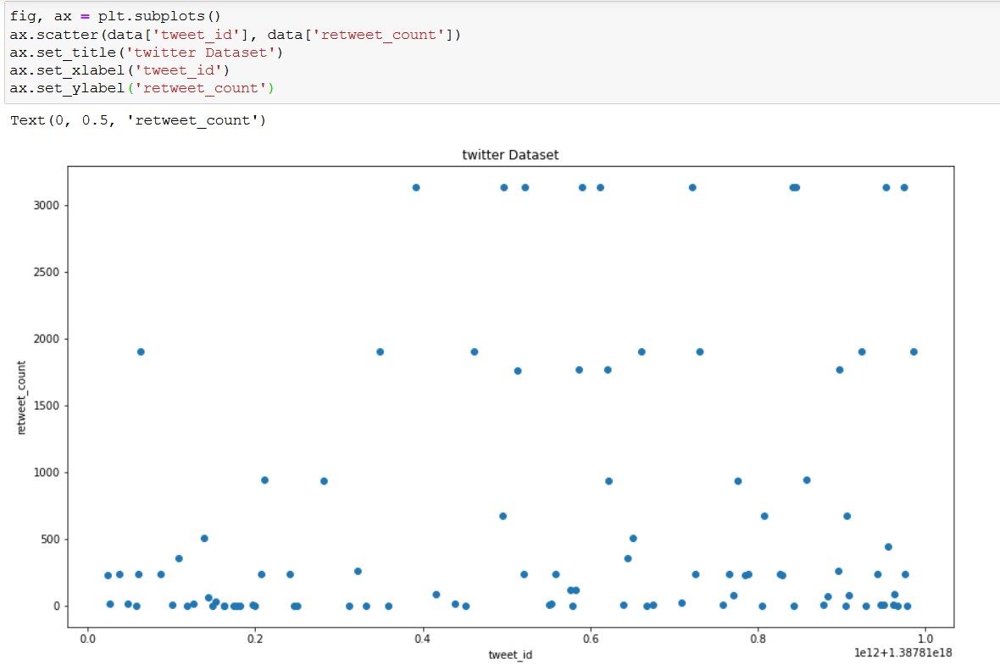 fig, ax = plt.subplots()
ax.scatter(data['tweet_id'], data['retweet_count'])
ax.set_title('twitter Dataset')
ax.set_xlabel('tweet_id')
ax.set_ylabel('retweet_count')
Text(0, 0.5, 'retweet_count')
twitter Dataset
3000
2500
2000
1500
1000
500
0
retweet_count
0.0 0.2 0.4 0.6 0.8 1.0
tweet_id
1e12+1.38781e18